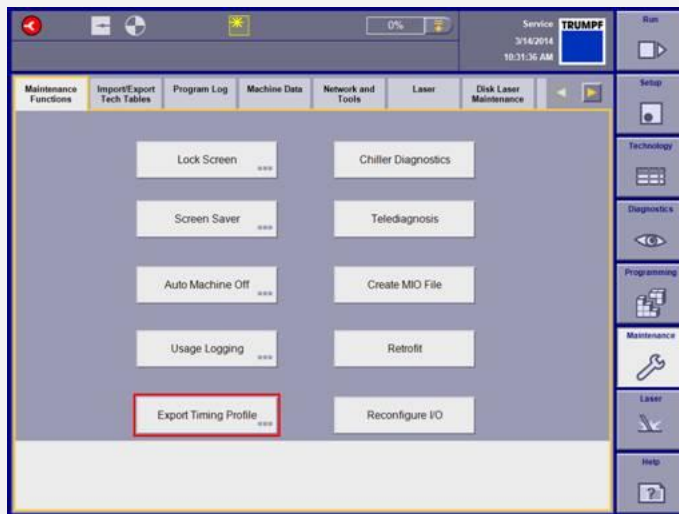 0%
Service
3/14/2014
10:31:36 AM
TRUMPF
Run
Maintenance Functions
Import/Export Tech Tables
Program Log
Machine Data
Network and Tools
Laser
Disk Laser Maintenance
Setup
Lock Screen
Chiller Diagnostics
Technology
Screen Saver
Telediagnosis
Diagnostics
Auto Machine Off
Create MIO File
Programming
Usage Logging
Retrofit
Maintenance
Export Timing Profile
Reconfigure I/O
Laser
Help
?